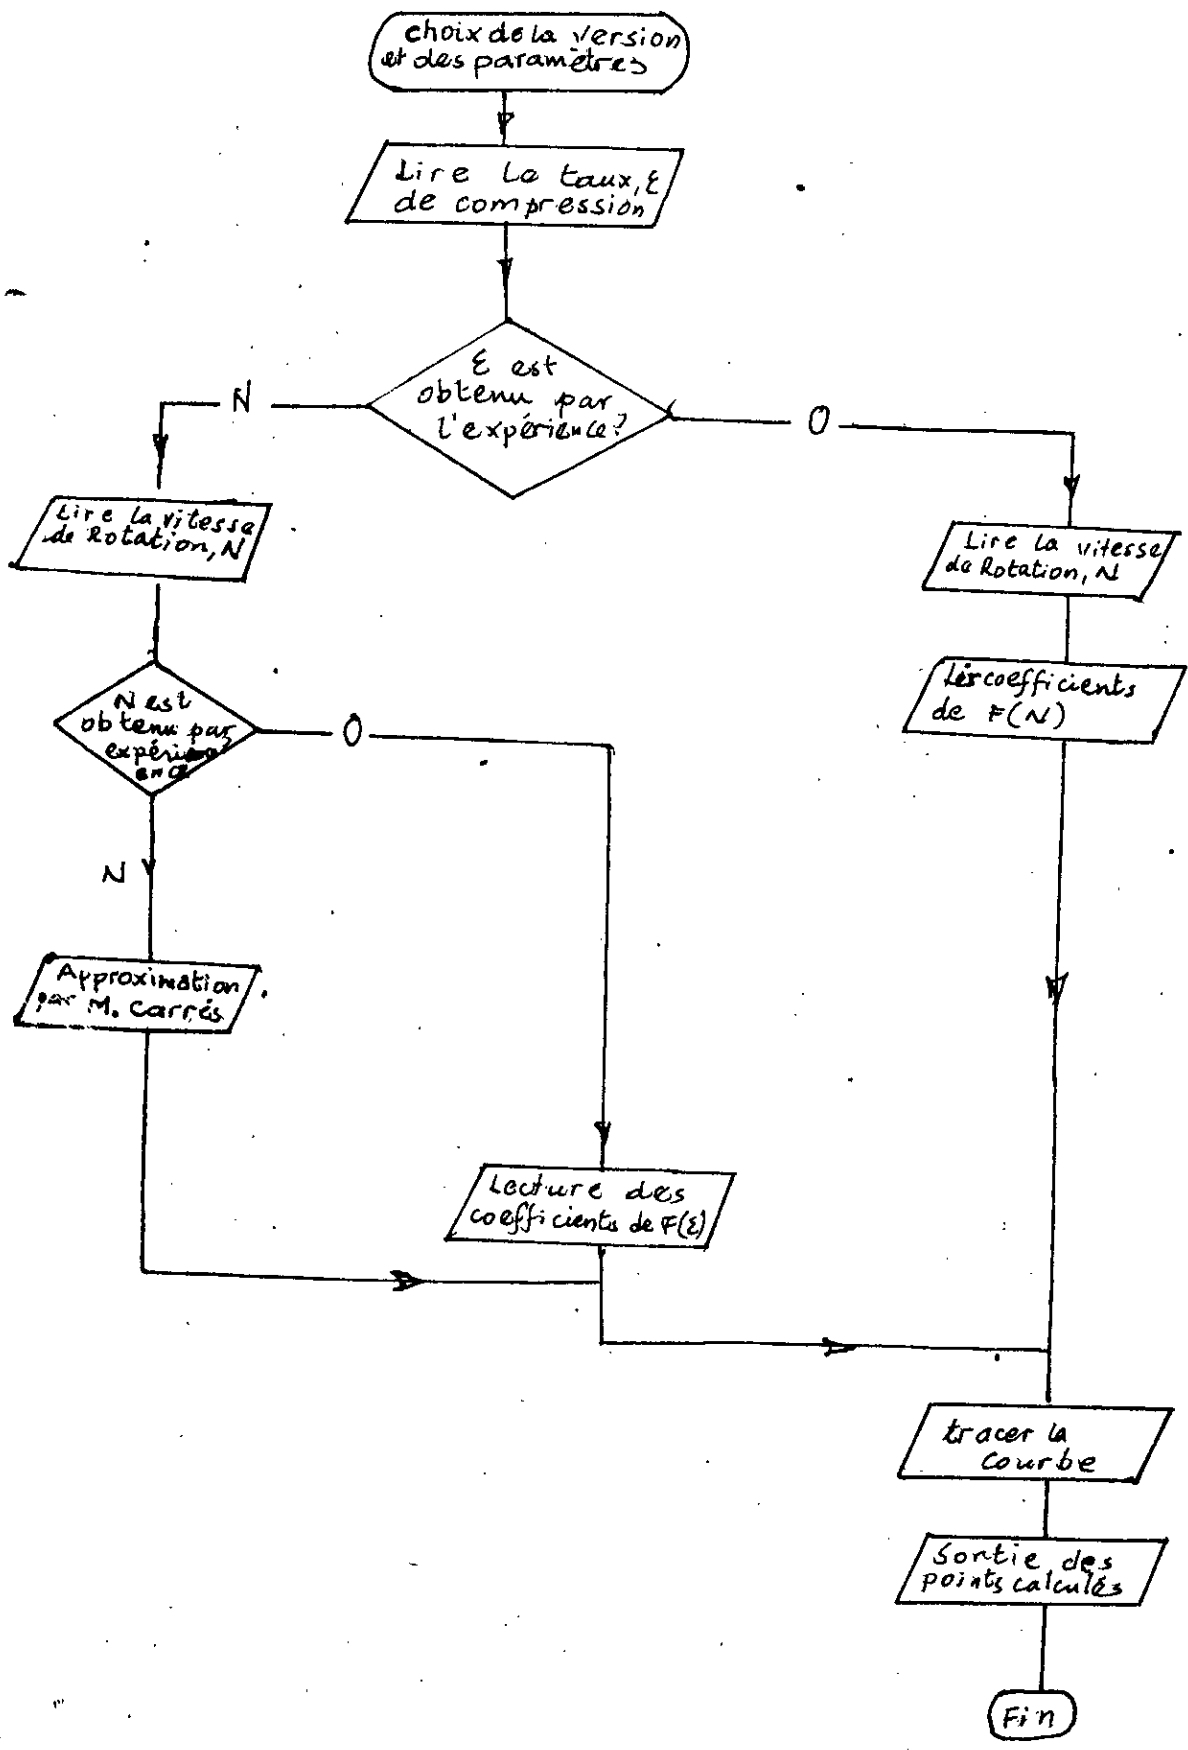 choix de la version
et des paramètres
Lire le taux, ε
de compression
ε est
obtenu par
l'expérience?
N
O
Lire la vitesse
de Rotation, N
Lire la vitesse
de Rotation, N
N est
obtenu par
expéri
ence
O
coefficients
de F(N)
N
Approximation
par M. Carrés
Lecture des
coefficients de F(ε)
tracer la
courbe
Sortie des
points calculés
Fin